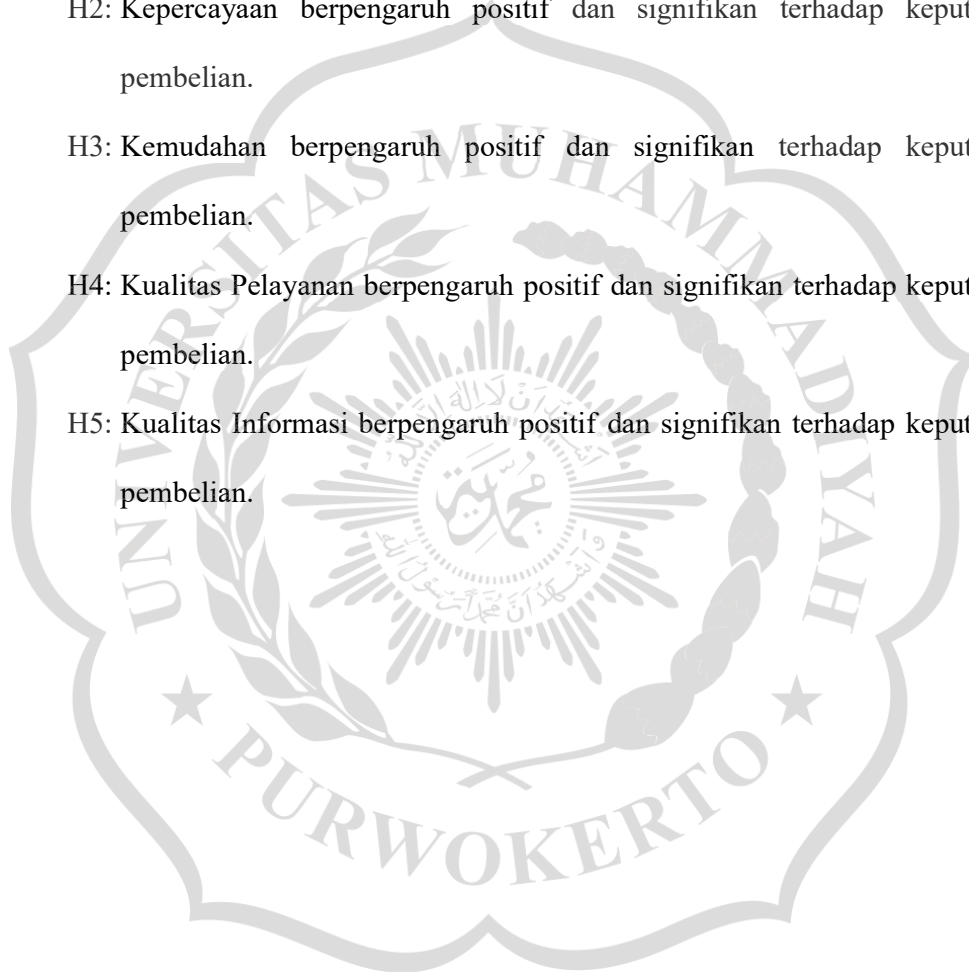 H2: Kepercayaan berpengaruh positif dan signifikan terhadap keput
pembelian.
H3: Kemudahan berpengaruh positif dan signifikan terhadap keput
pembelian.
H4: Kualitas Pelayanan berpengaruh positif dan signifikan terhadap keput
pembelian.
H5: Kualitas Informasi berpengaruh positif dan signifikan terhadap keput
pembelian.
UNIVERSITAS MUHAMMADIYAH
PURWOKERTO